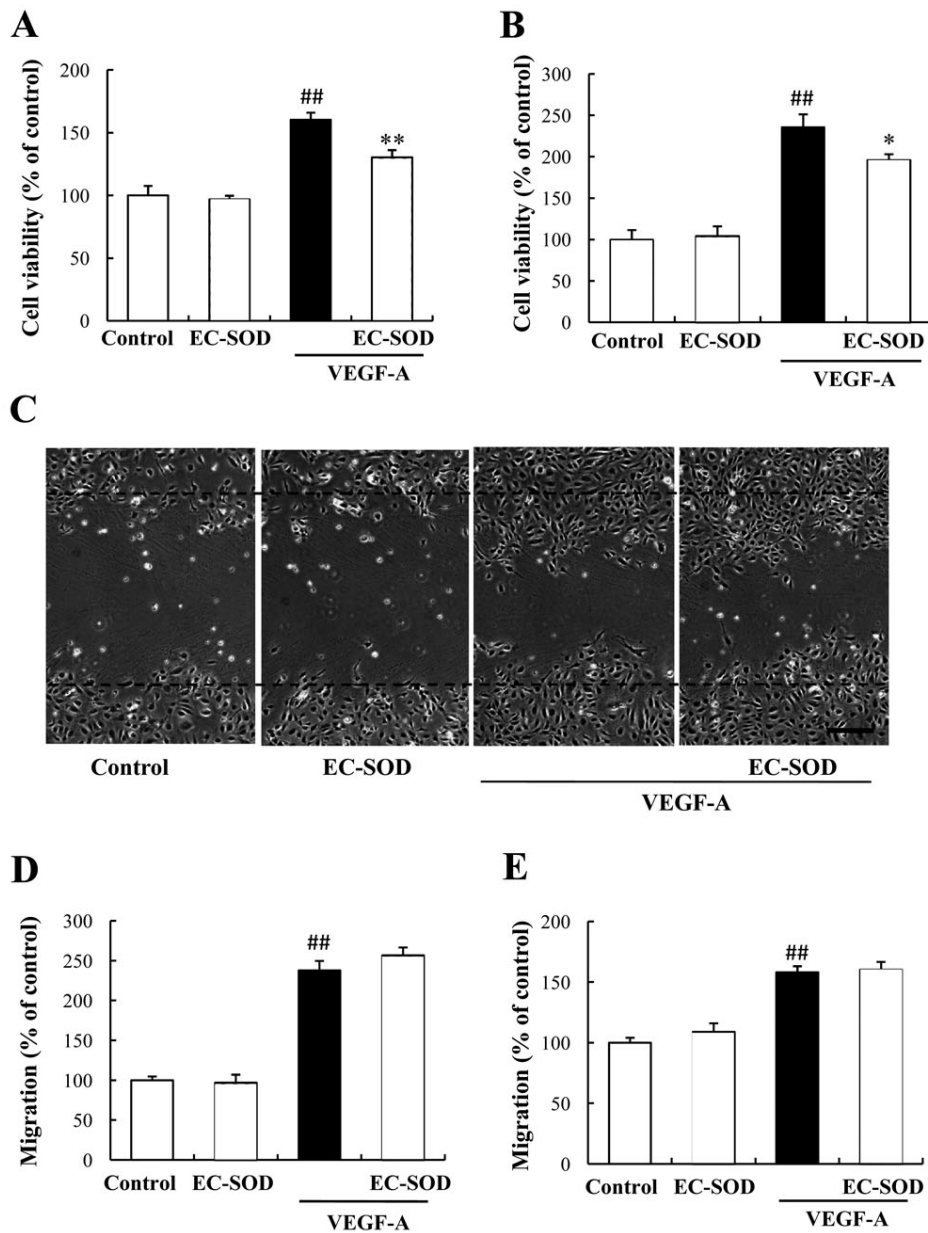 A
Cell viability (% of control)
200
150
100
50
0
##
**
Control
EC-SOD
EC-SOD
VEGF-A
B
Cell viability (% of control)
300
250
200
150
100
50
0
##
*
Control
EC-SOD
EC-SOD
VEGF-A
C
Control
EC-SOD
EC-SOD
VEGF-A
D
Migration (% of control)
300
250
200
150
100
50
0
##
Control
EC-SOD
EC-SOD
VEGF-A
E
Migration (% of control)
200
150
100
50
0
##
Control
EC-SOD
EC-SOD
VEGF-A